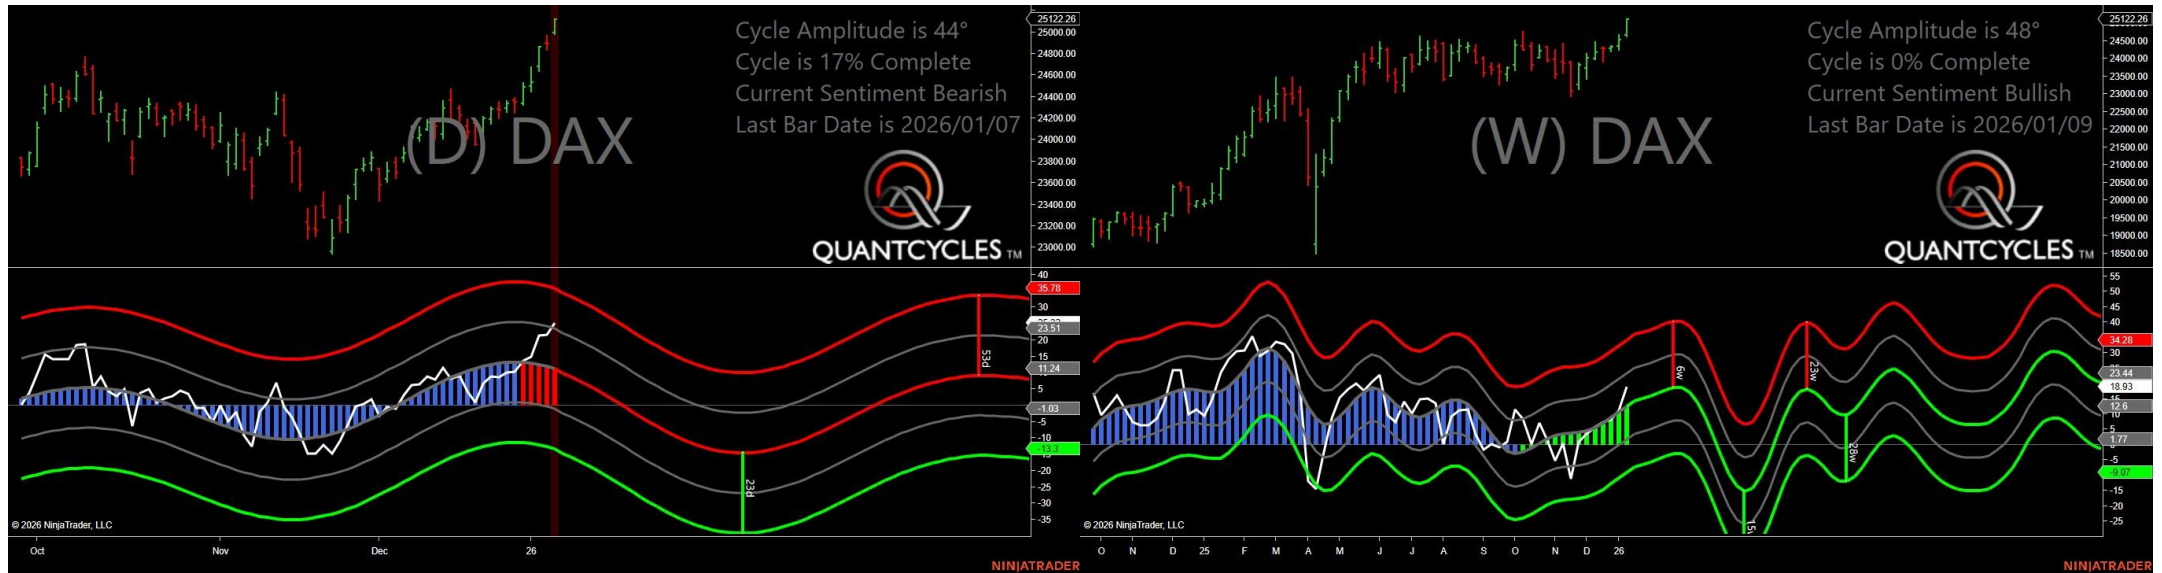 25122.26
Cycle Amplitude is 44°
Cycle is 17% Complete
Current Sentiment Bearish
Last Bar Date is 2026/01/07
(D) DAX
QUANTCYCLES TM
25000.00
24800.00
24600.00
24400.00
24200.00
24000.00
23800.00
23600.00
23400.00
23200.00
23000.00
40
35.78
30
23.51
20
15
11.24
5
-1.03
-5
-10
-13.3
-20
-25
-30
-35
53d
23d
© 2026 NinjaTrader, LLC
Oct
Nov
Dec
26
NINJATRADER
25122.26
Cycle Amplitude is 48°
Cycle is 0% Complete
Current Sentiment Bullish
Last Bar Date is 2026/01/09
(W) DAX
QUANTCYCLES TM
24500.00
24000.00
23500.00
23000.00
22500.00
22000.00
21500.00
21000.00
20500.00
20000.00
19500.00
19000.00
18500.00
55
50
45
40
34.28
30
23.44
18.93
12.6
5
1.77
-5
-9.07
-15
-20
-25
6w
23w
28w
© 2026 NinjaTrader, LLC
O
N
D
25
F
M
A
M
J
J
A
S
O
N
D
26
NINJATRADER